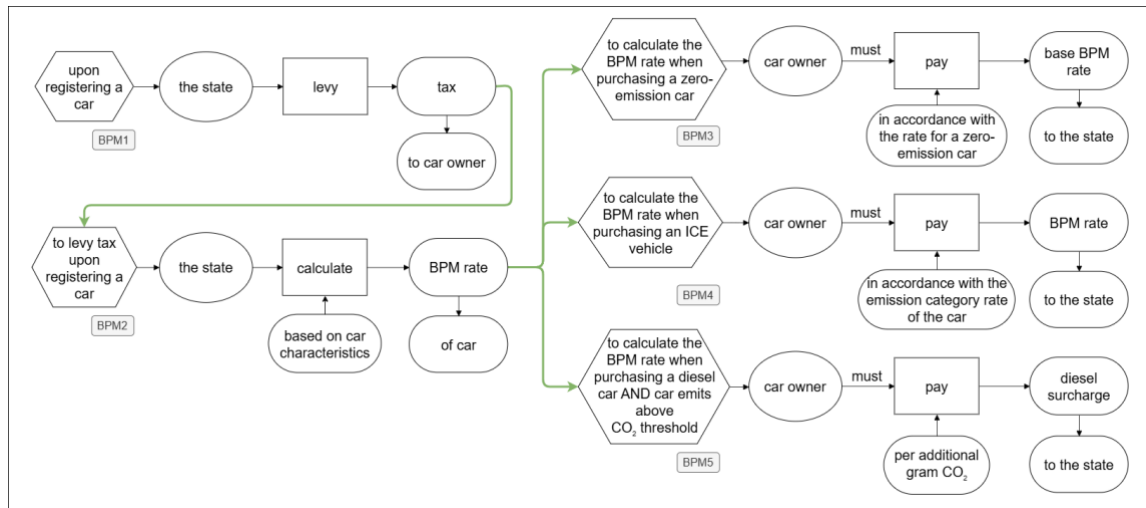 upon
registering a
car
the state
levy
tax
to car owner
BPM1
to levy tax
upon
registering a
car
the state
calculate
BPM rate
based on car
characteristics
of car
BPM2
to calculate the
BPM rate when
purchasing a zero-
emission car
car owner
must
pay
base BPM
rate
in accordance with
the rate for a zero-
emission car
to the state
BPM3
to calculate the
BPM rate when
purchasing an ICE
vehicle
car owner
must
pay
BPM rate
in accordance with the
emission category rate
of the car
to the state
BPM4
to calculate the
BPM rate when
purchasing a diesel
car AND car emits
above
CO₂ threshold
car owner
must
pay
diesel
surcharge
per additional
gram CO₂
to the state
BPM5